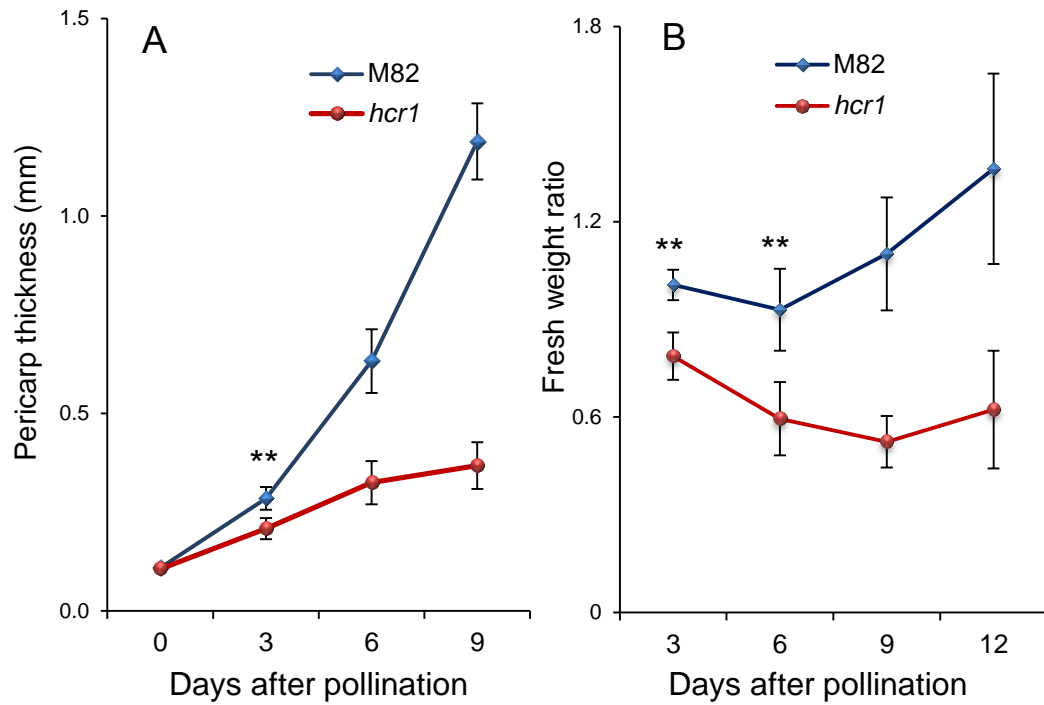 A
M82
hcr1
1.5
1.0
0.5
0.0
Pericarp thickness (mm)
**
0 3 6 9
Days after pollination
B
M82
hcr1
1.8
1.2
0.6
0
Fresh weight ratio
** **
3 6 9 12
Days after pollination